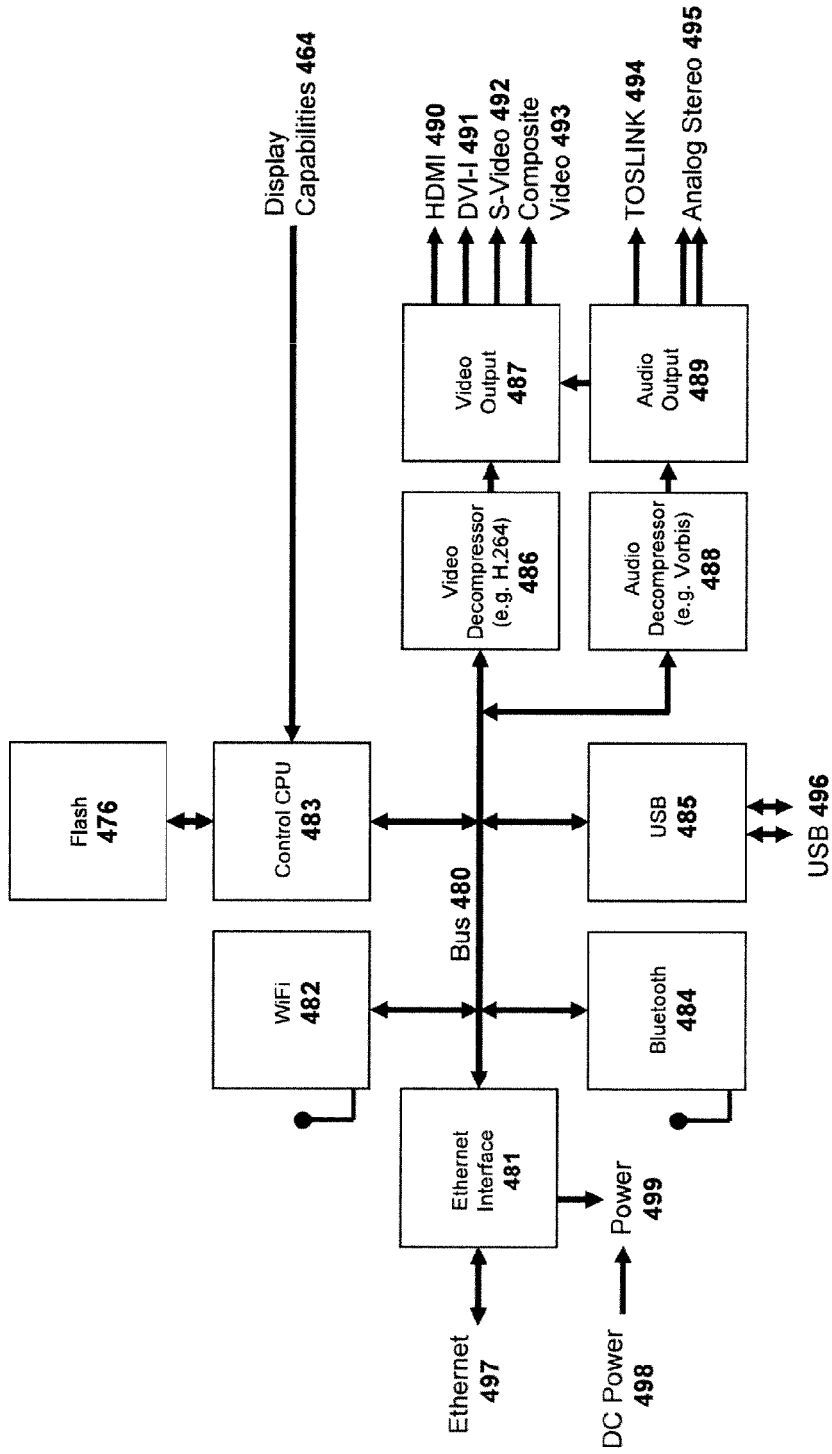 Display
Capabilities 464
Flash
476
Control CPU
483
WiFi
482
HDMI 490
DVI-I 491
S-Video 492
Composite
Video 493
Video
Output
487
Video
Decompressor
(e.g. H.264)
486
Bus 480
Ethernet
Interface
481
Ethernet
497
TOSLINK 494
Analog Stereo 495
Audio
Output
489
Audio
Decompressor
(e.g. Vorbis)
488
USB
485
Bluetooth
484
Power
499
DC Power
498
USB 496